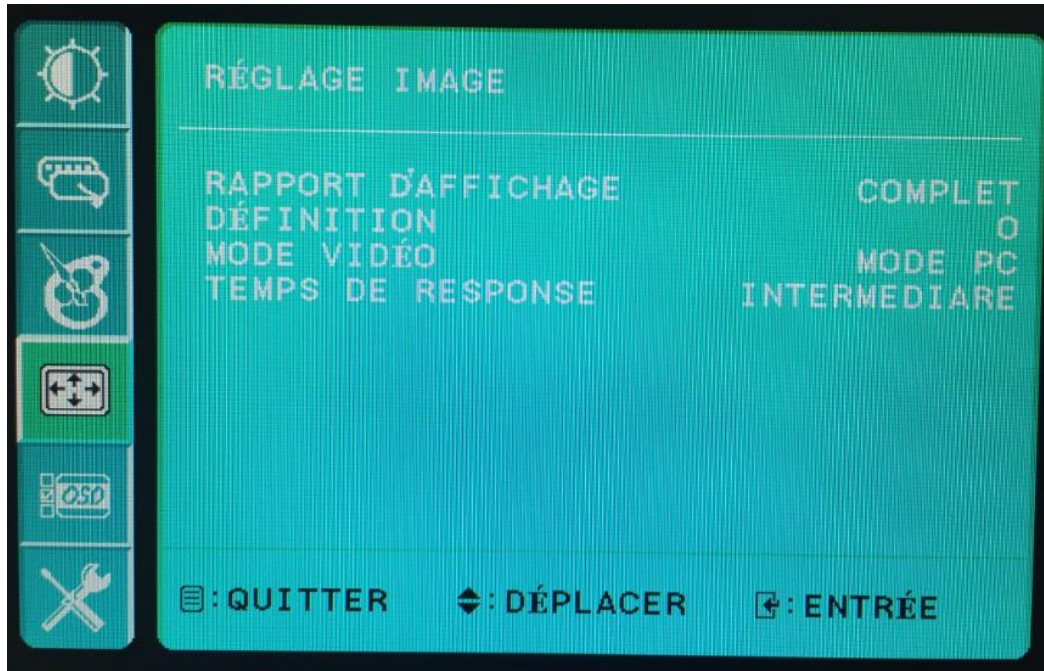 RÉGLAGE IMAGE
RAPPORT D'AFFICHAGE COMPLET
DÉFINITION 0
MODE VIDÉO MODE PC
TEMPS DE RESPONSE INTERMEDIARE
OSD
:QUITTER :DÉPLACER :ENTRÉE